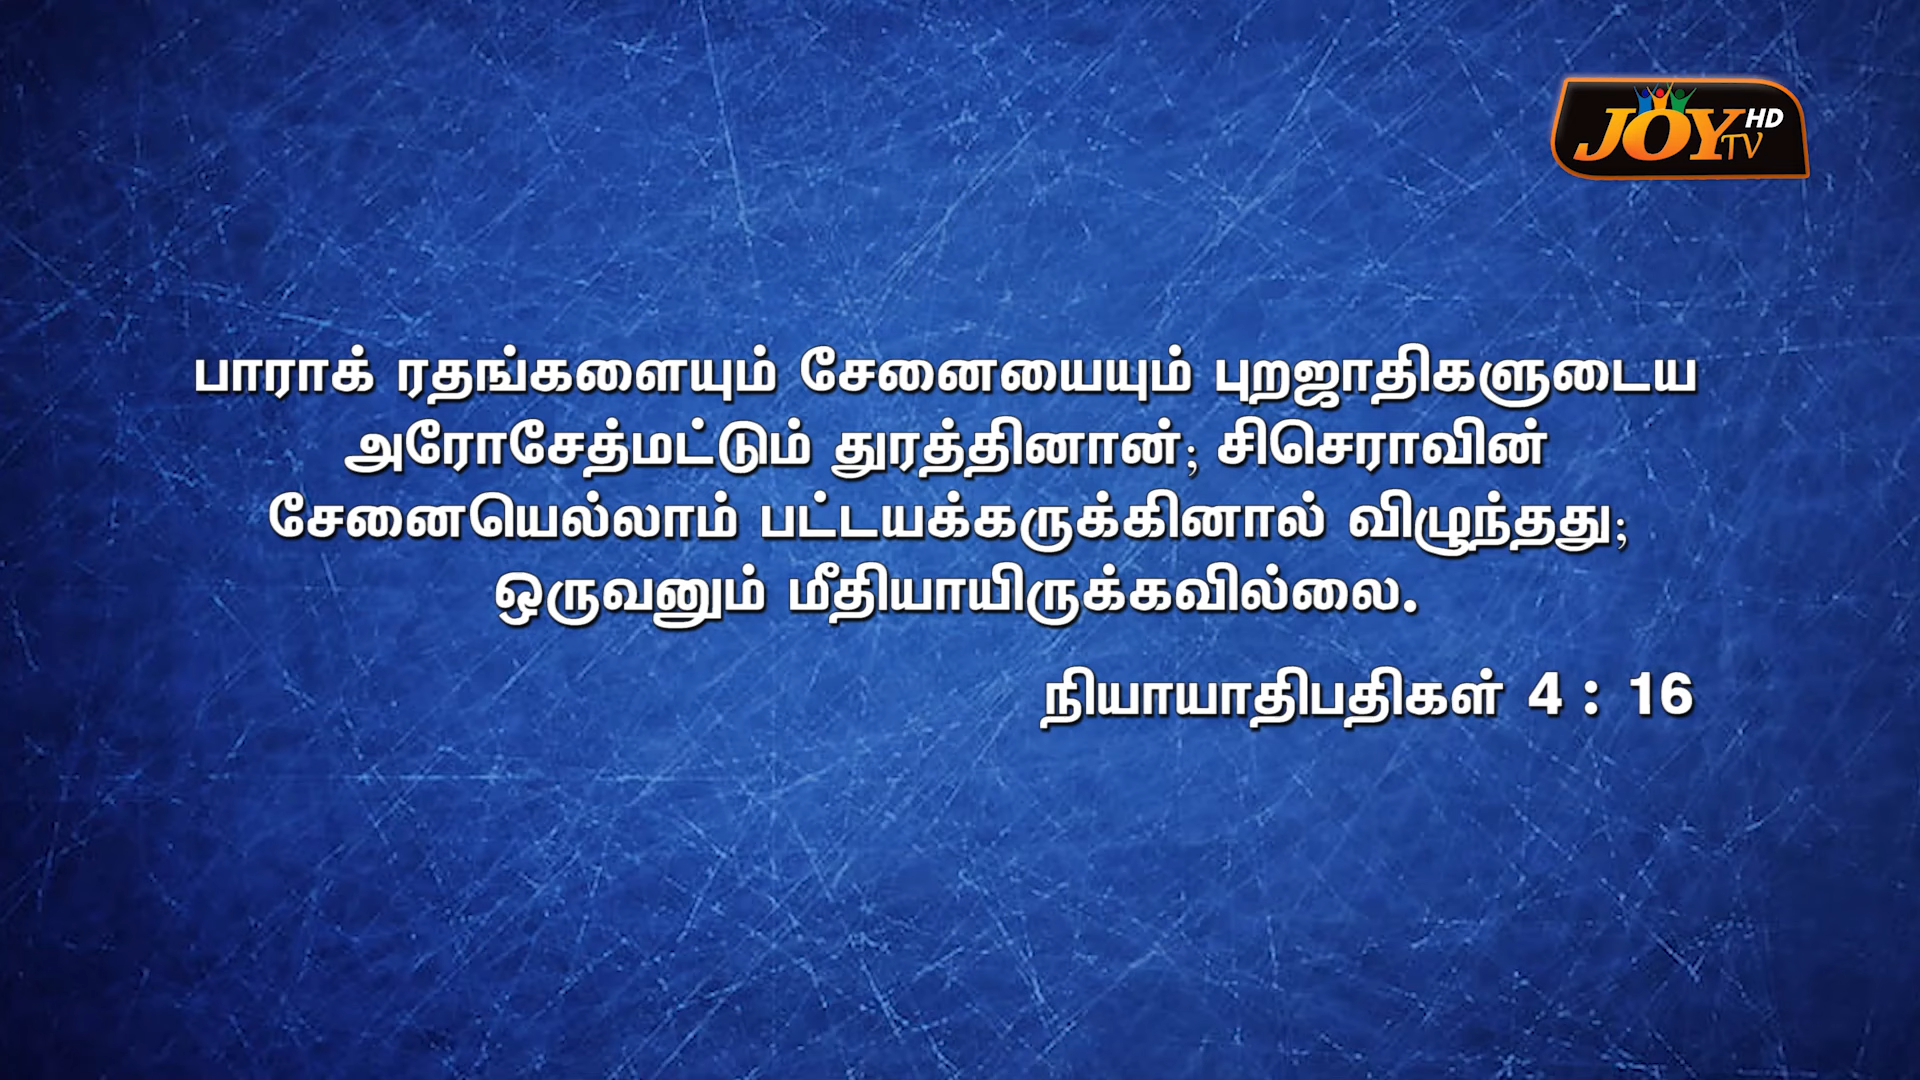 JOY HD
TV
பாராக் ரதங்களையும் சேனையையும் புறஜாதிகளுடைய
அரோசேத்மட்டும் துரத்தினான்; சிசெராவின்
சேனையெல்லாம் பட்டயக்கருக்கினால் விழுந்தது;
ஒருவனும் மீதியாயிருக்கவில்லை.
நியாயாதிபதிகள் 4 : 16